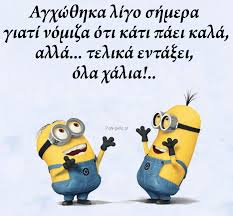 Αγχώθηκα λίγο σήμερα
γιατί νόμιζα ότι κάτι πάει καλά,
αλλά... τελικά εντάξει,
όλα χάλια!..